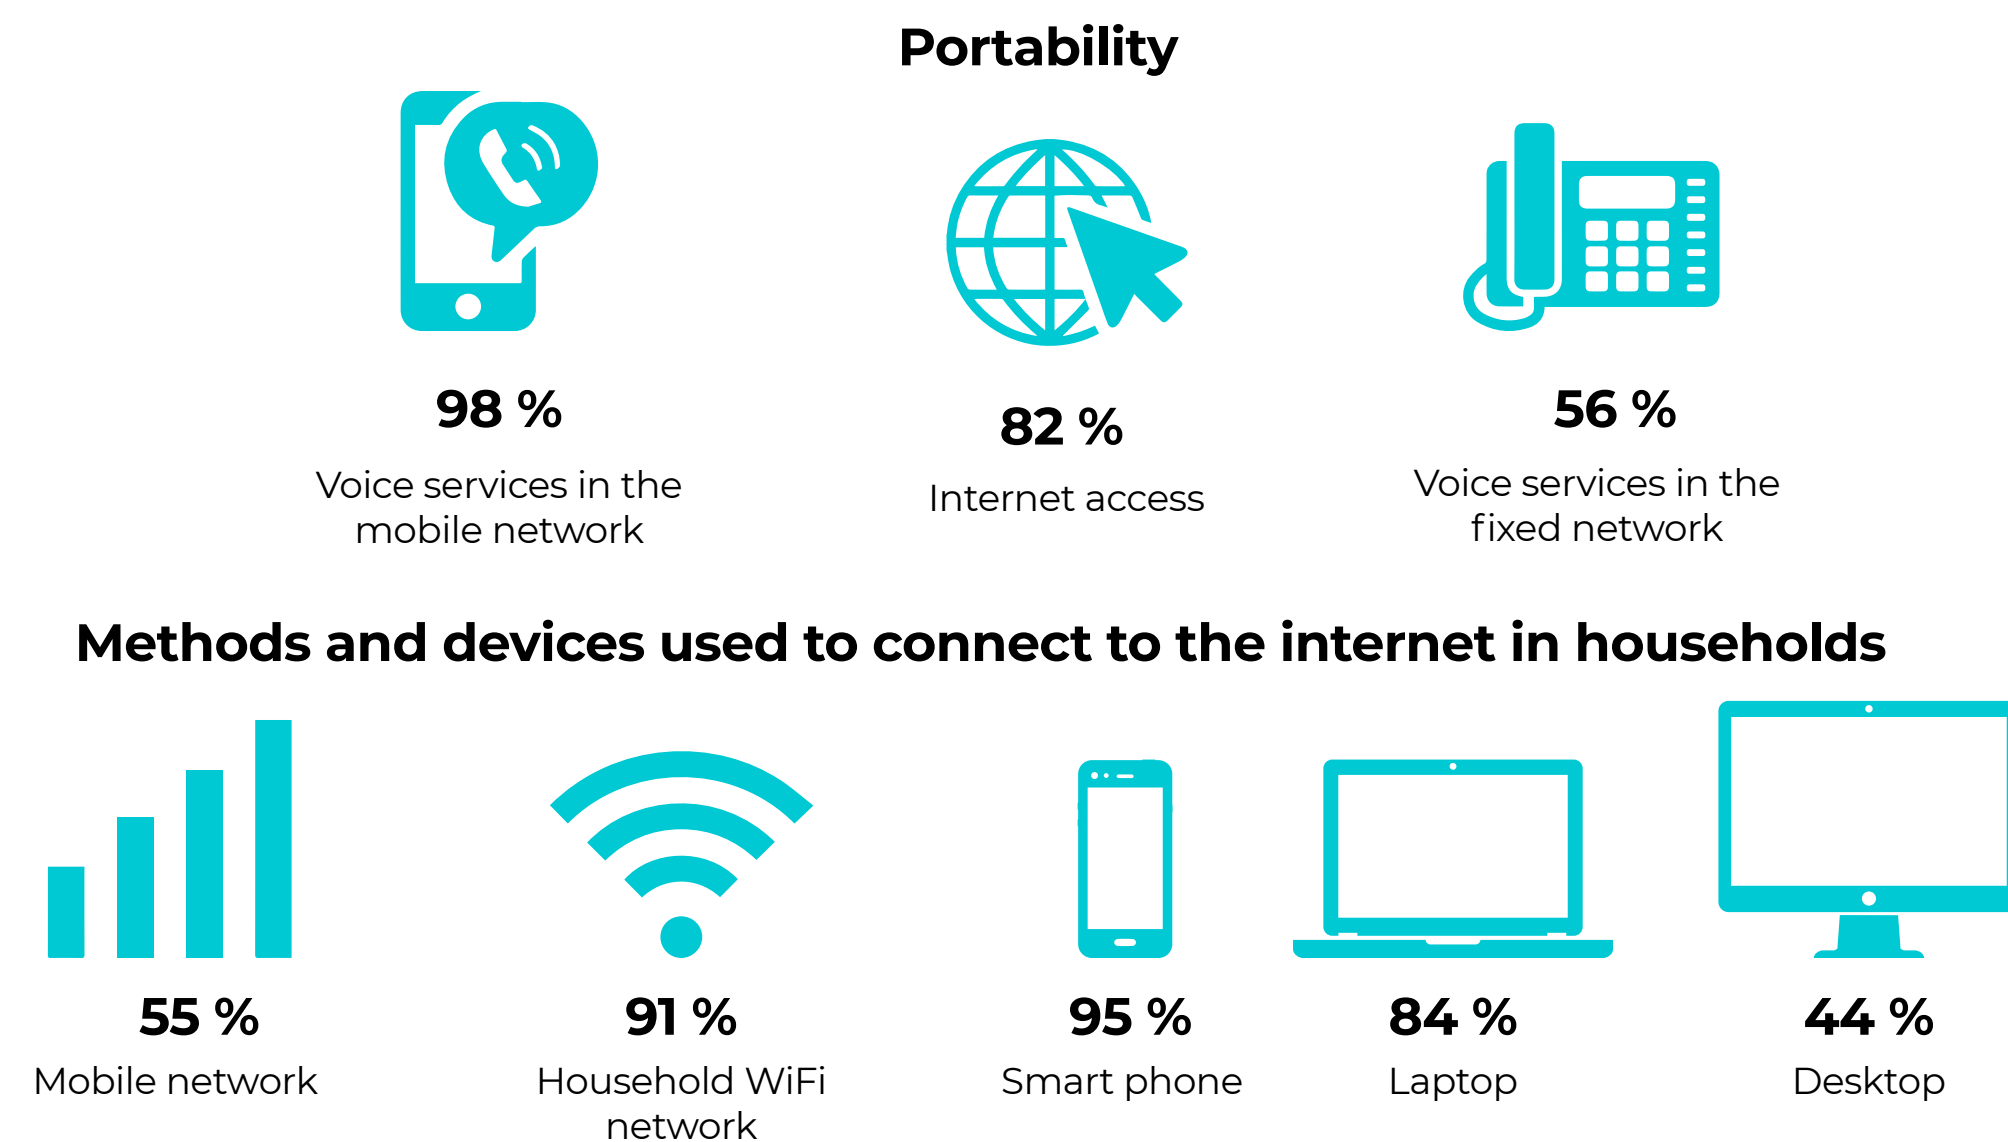 Portability
98 %
82 %
56 %
Voice services in the
mobile network
Internet access
Voice services in the
fixed network
Methods and devices used to connect to the internet in households
55 %
91 %
95 %
84 %
44 %
Mobile network
Household WiFi
network
Smart phone
Laptop
Desktop